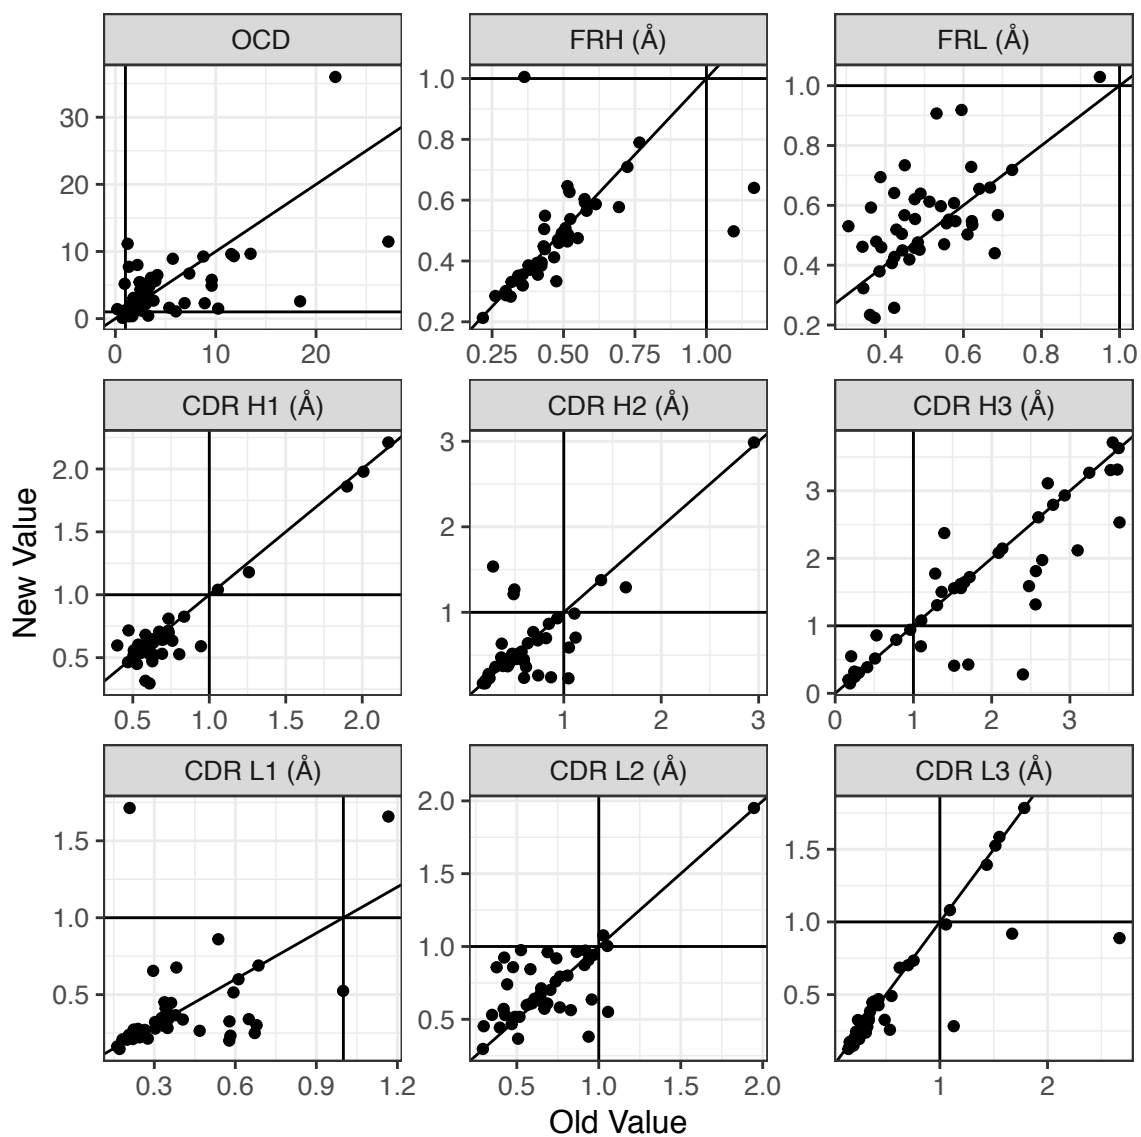 OCD FRH (Å) FRL (Å)
30
20
10
0
0 10 20
1.0
0.8
0.6
0.4
0.2
0.25 0.50 0.75 1.00
1.0
0.8
0.6
0.4
0.2
0.4 0.6 0.8 1.0
CDR H1 (Å) CDR H2 (Å) CDR H3 (Å)
2.0
1.5
1.0
0.5
0.5 1.0 1.5 2.0
3
2
1
1 2 3
3
2
1
0
0 1 2 3
CDR L1 (Å) CDR L2 (Å) CDR L3 (Å)
1.5
1.0
0.5
0.3 0.6 0.9 1.2
2.0
1.5
1.0
0.5
0.5 1.0 1.5 2.0
1.5
1.0
0.5
1 2
New Value
Old Value